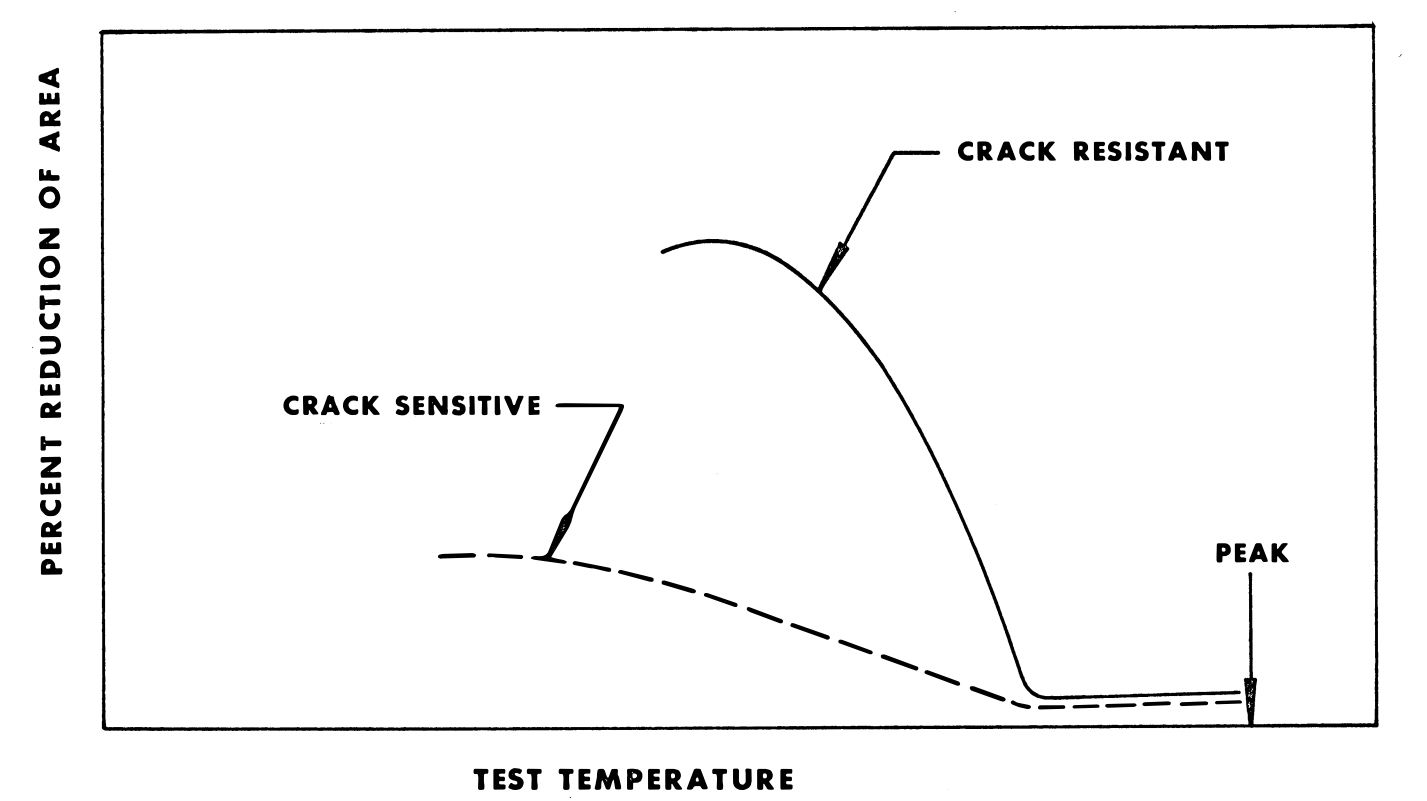 PERCENT REDUCTION OF AREA
CRACK RESISTANT
CRACK SENSITIVE
PEAK
TEST TEMPERATURE